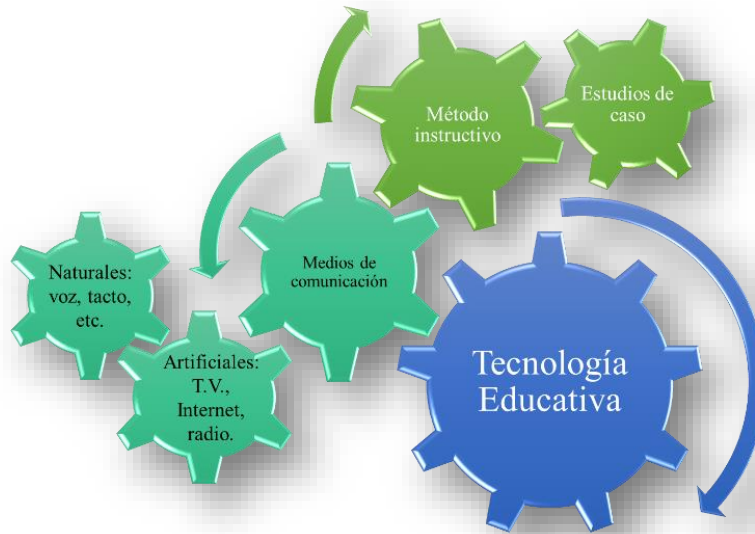 Método
instructivo
Estudios de
caso
Medios de
comunicación
Naturales:
voz, tacto,
etc.
Artificiales:
T.V.,
Internet,
radio.
Tecnología
Educativa